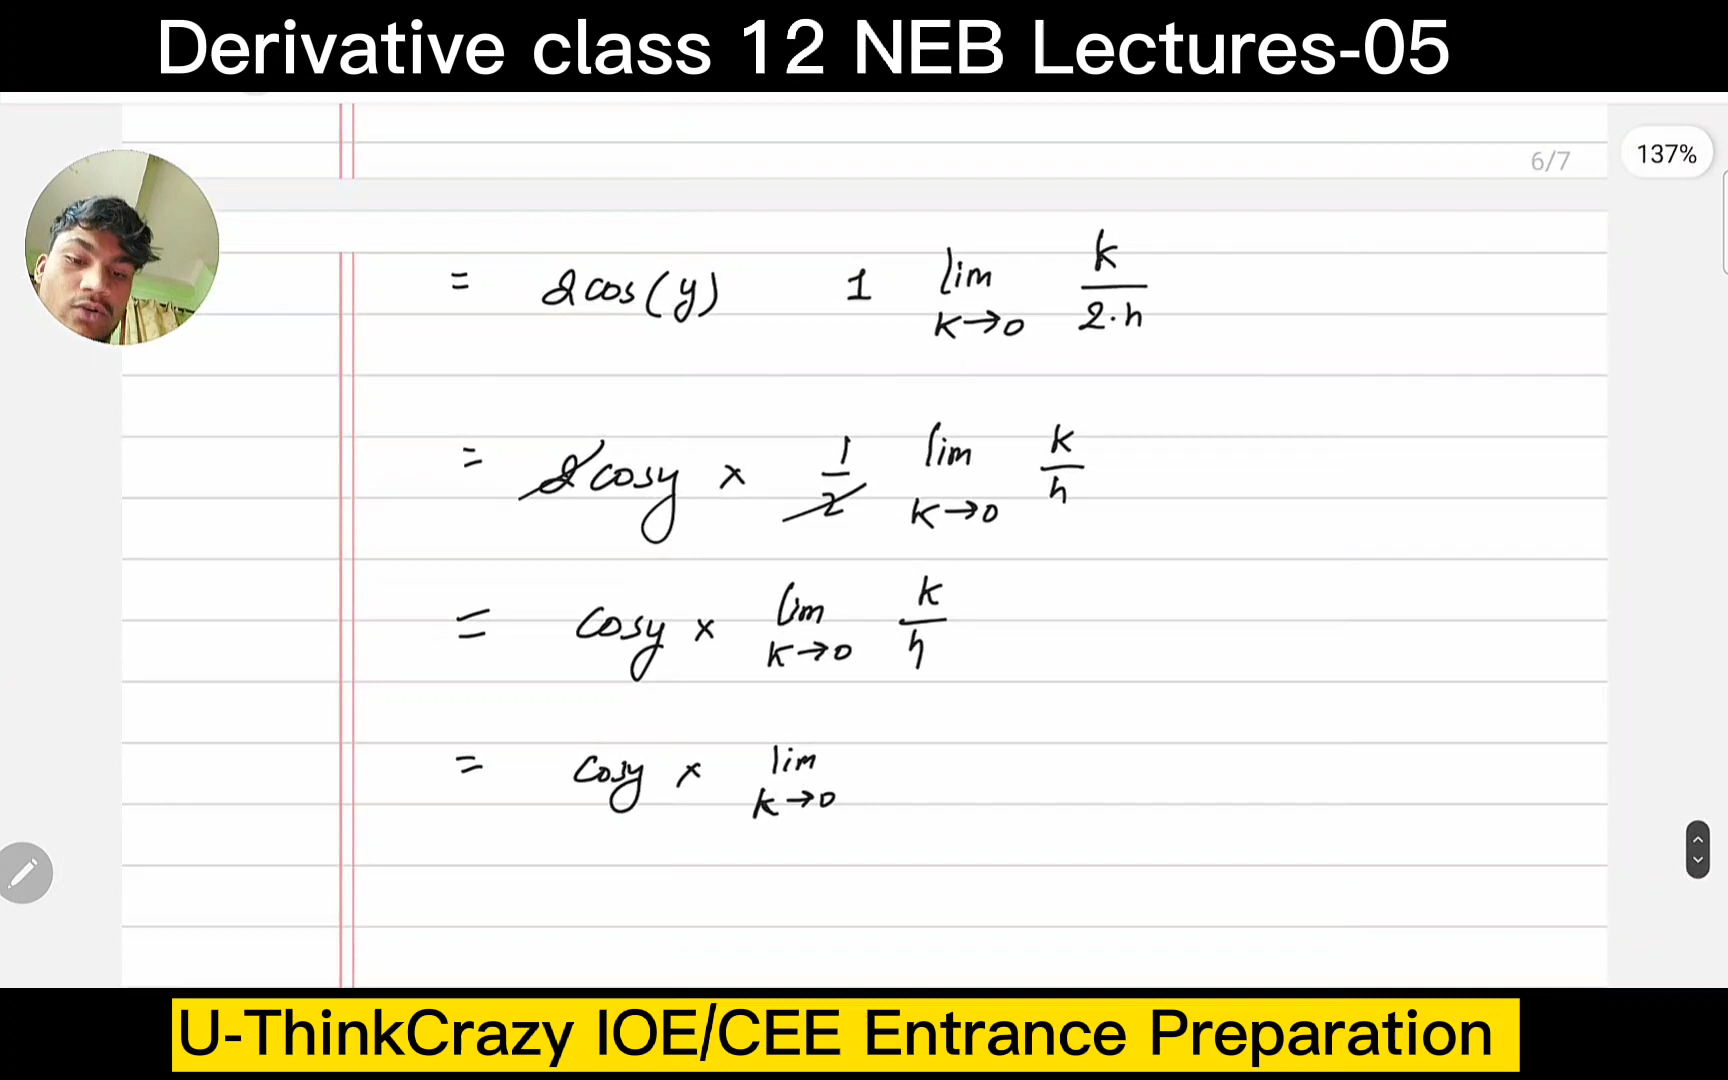 Derivative class 12 NEB Lectures-05
6/7
137%
= 2cos(y) 1 lim k→0 k/2·h
= 2cosy × 1/2 lim k→0 k/h
= cosy × lim k→0 k/h
= cosy × lim k→0
U-ThinkCrazy IOE/CEE Entrance Preparation